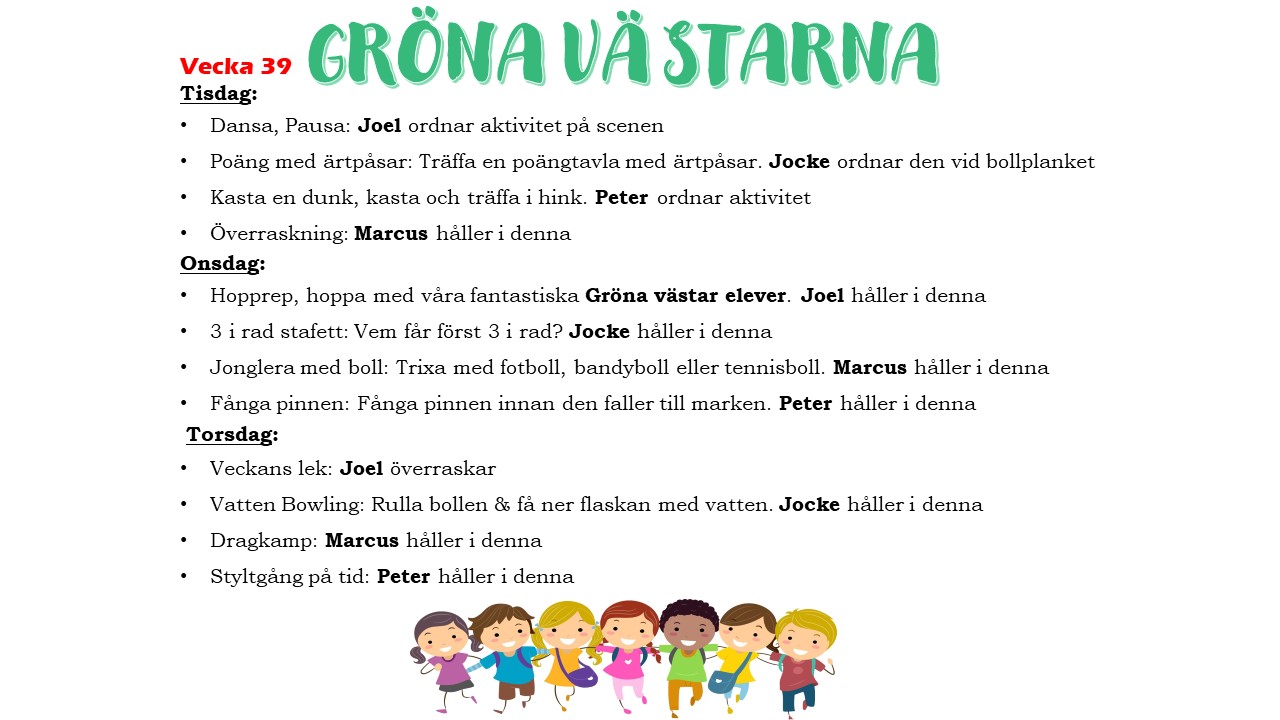 GRÖNA VÄSTARNA
Vecka 39
Tisdag:
• Dansa, Pausa: Joel ordnar aktivitet på scenen
• Poäng med ärtpåsar: Träffa en poängtavla med ärtpåsar. Jocke ordnar den vid bollplanket
• Kasta en dunk, kasta och träffa i hink. Peter ordnar aktivitet
• Överraskning: Marcus håller i denna
Onsdag:
• Hopprep, hoppa med våra fantastiska Gröna västar elever. Joel håller i denna
• 3 i rad stafett: Vem får först 3 i rad? Jocke håller i denna
• Jonglera med boll: Trixa med fotboll, bandyboll eller tennisboll. Marcus håller i denna
• Fånga pinnen: Fånga pinnen innan den faller till marken. Peter håller i denna
Torsdag:
• Veckans lek: Joel överraskar
• Vatten Bowling: Rulla bollen & få ner flaskan med vatten. Jocke håller i denna
• Dragkamp: Marcus håller i denna
• Styltgång på tid: Peter håller i denna